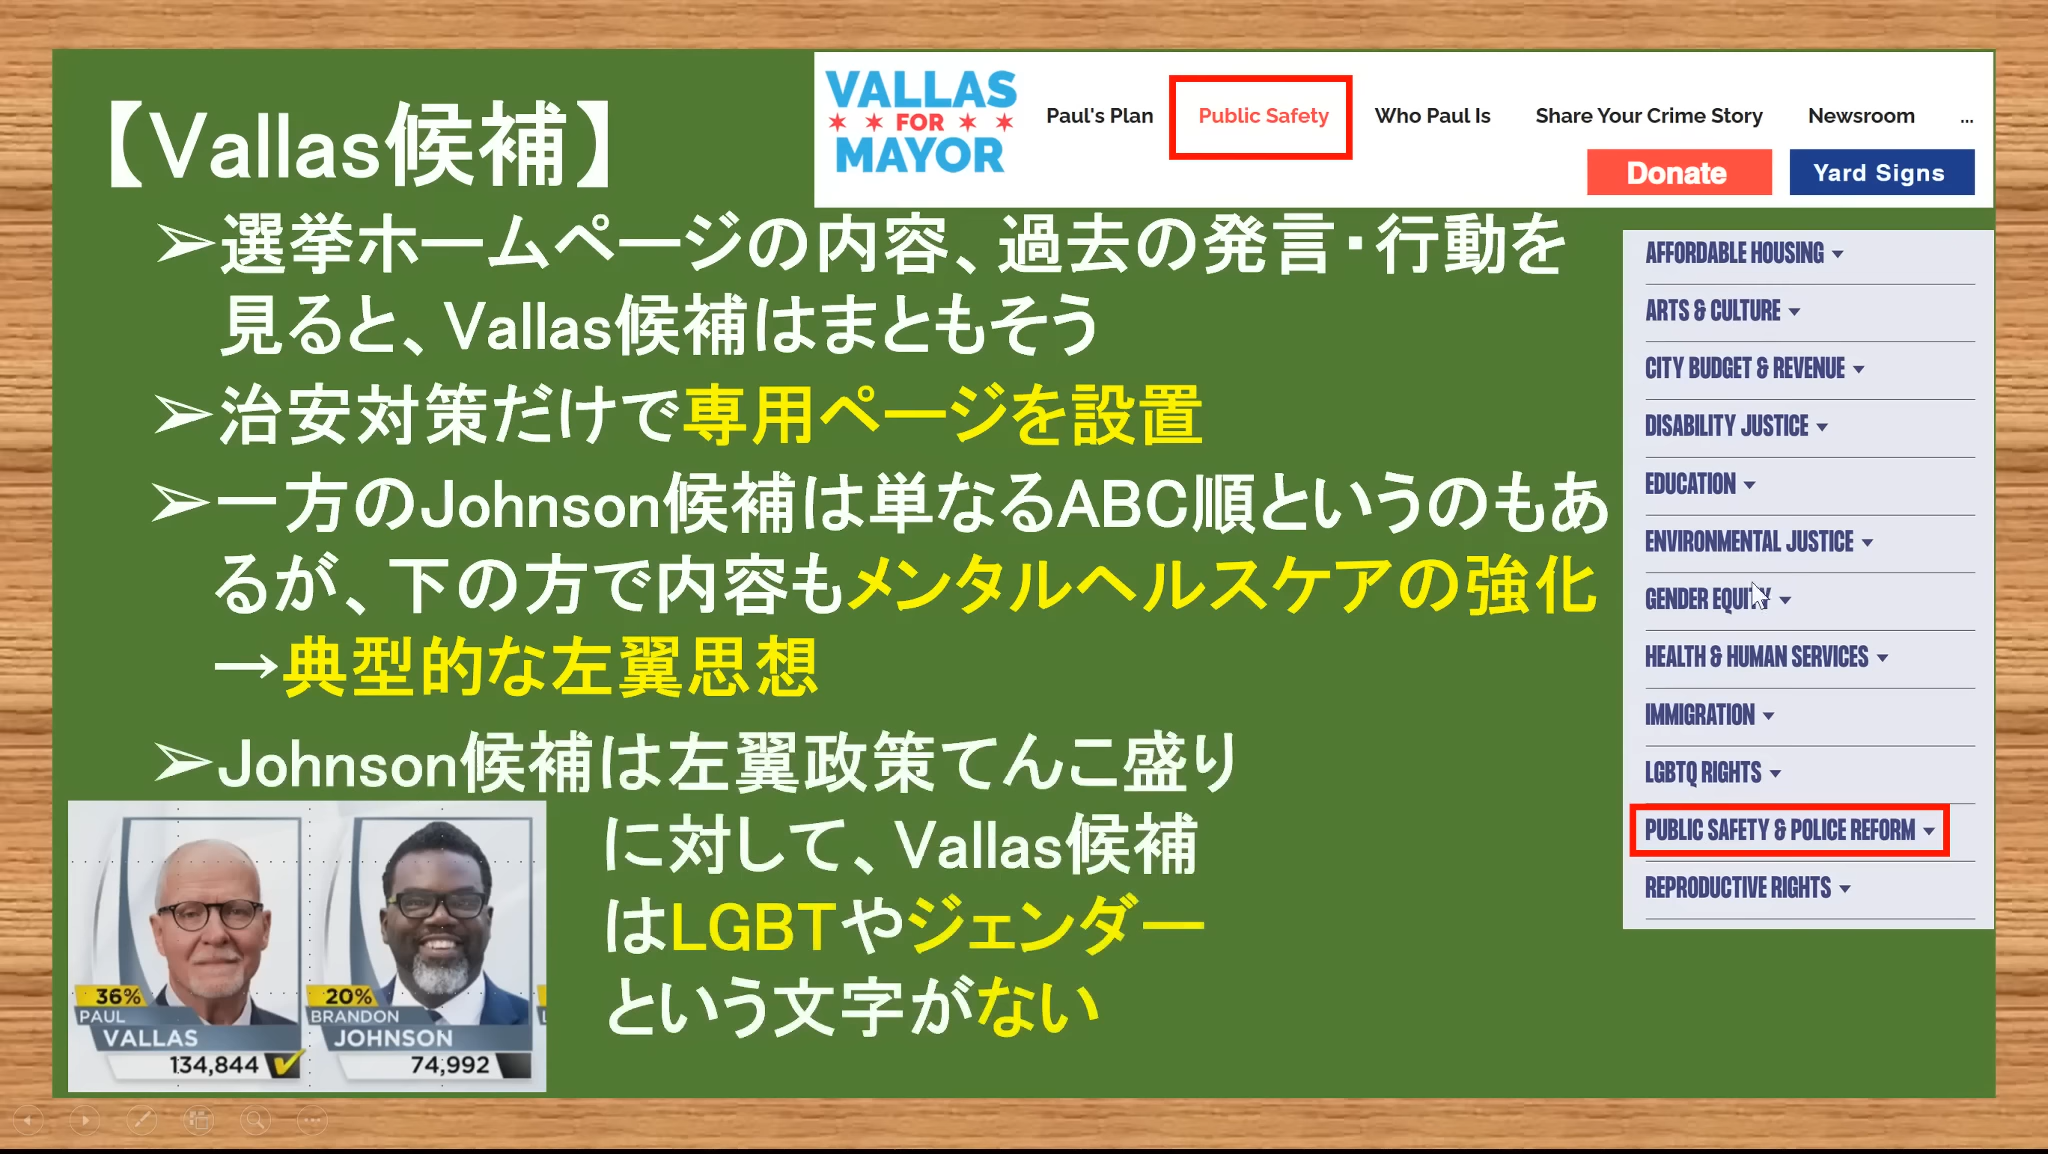 【Vallas候補】
VALLAS
FOR
MAYOR
Paul's Plan
Public Safety
Who Paul Is
Share Your Crime Story
Newsroom
...
Donate
Yard Signs
➢選挙ホームページの内容、過去の発言・行動を
見ると、Vallas候補はまともそう
➢治安対策だけで専用ページを設置
➢一方のJohnson候補は単なるABC順というのもあ
るが、下の方で内容もメンタルヘルスケアの強化
→典型的な左翼思想
➢Johnson候補は左翼政策てんこ盛り
に対して、Vallas候補
はLGBTやジェンダー
という文字がない
AFFORDABLE HOUSING
ARTS & CULTURE
CITY BUDGET & REVENUE
DISABILITY JUSTICE
EDUCATION
ENVIRONMENTAL JUSTICE
GENDER EQUITY
HEALTH & HUMAN SERVICES
IMMIGRATION
LGBTQ RIGHTS
PUBLIC SAFETY & POLICE REFORM
REPRODUCTIVE RIGHTS
36%
PAUL
VALLAS
134,844
20%
BRANDON
JOHNSON
74,992